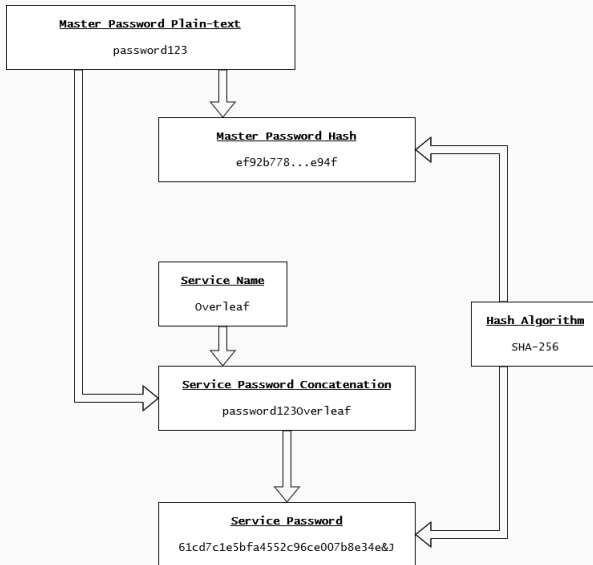 Master Password Plain-text
password123
Master Password Hash
ef92b778...e94f
Service Name
Overleaf
Hash Algorithm
SHA-256
Service Password Concatenation
password123Overleaf
Service Password
61cd7c1e5bfa4552c96ce007b8e34e&J